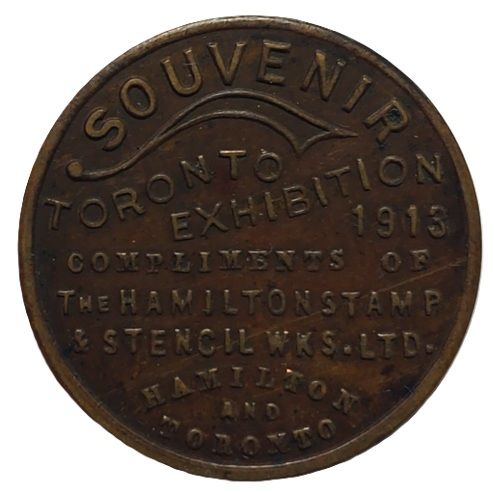 SOUVENIR
TORONTO
EXHIBITION
1913
COMPLIMENTS OF
THE HAMILTON STAMP
& STENCIL WKS. LTD.
HAMILTON
AND
TORONTO